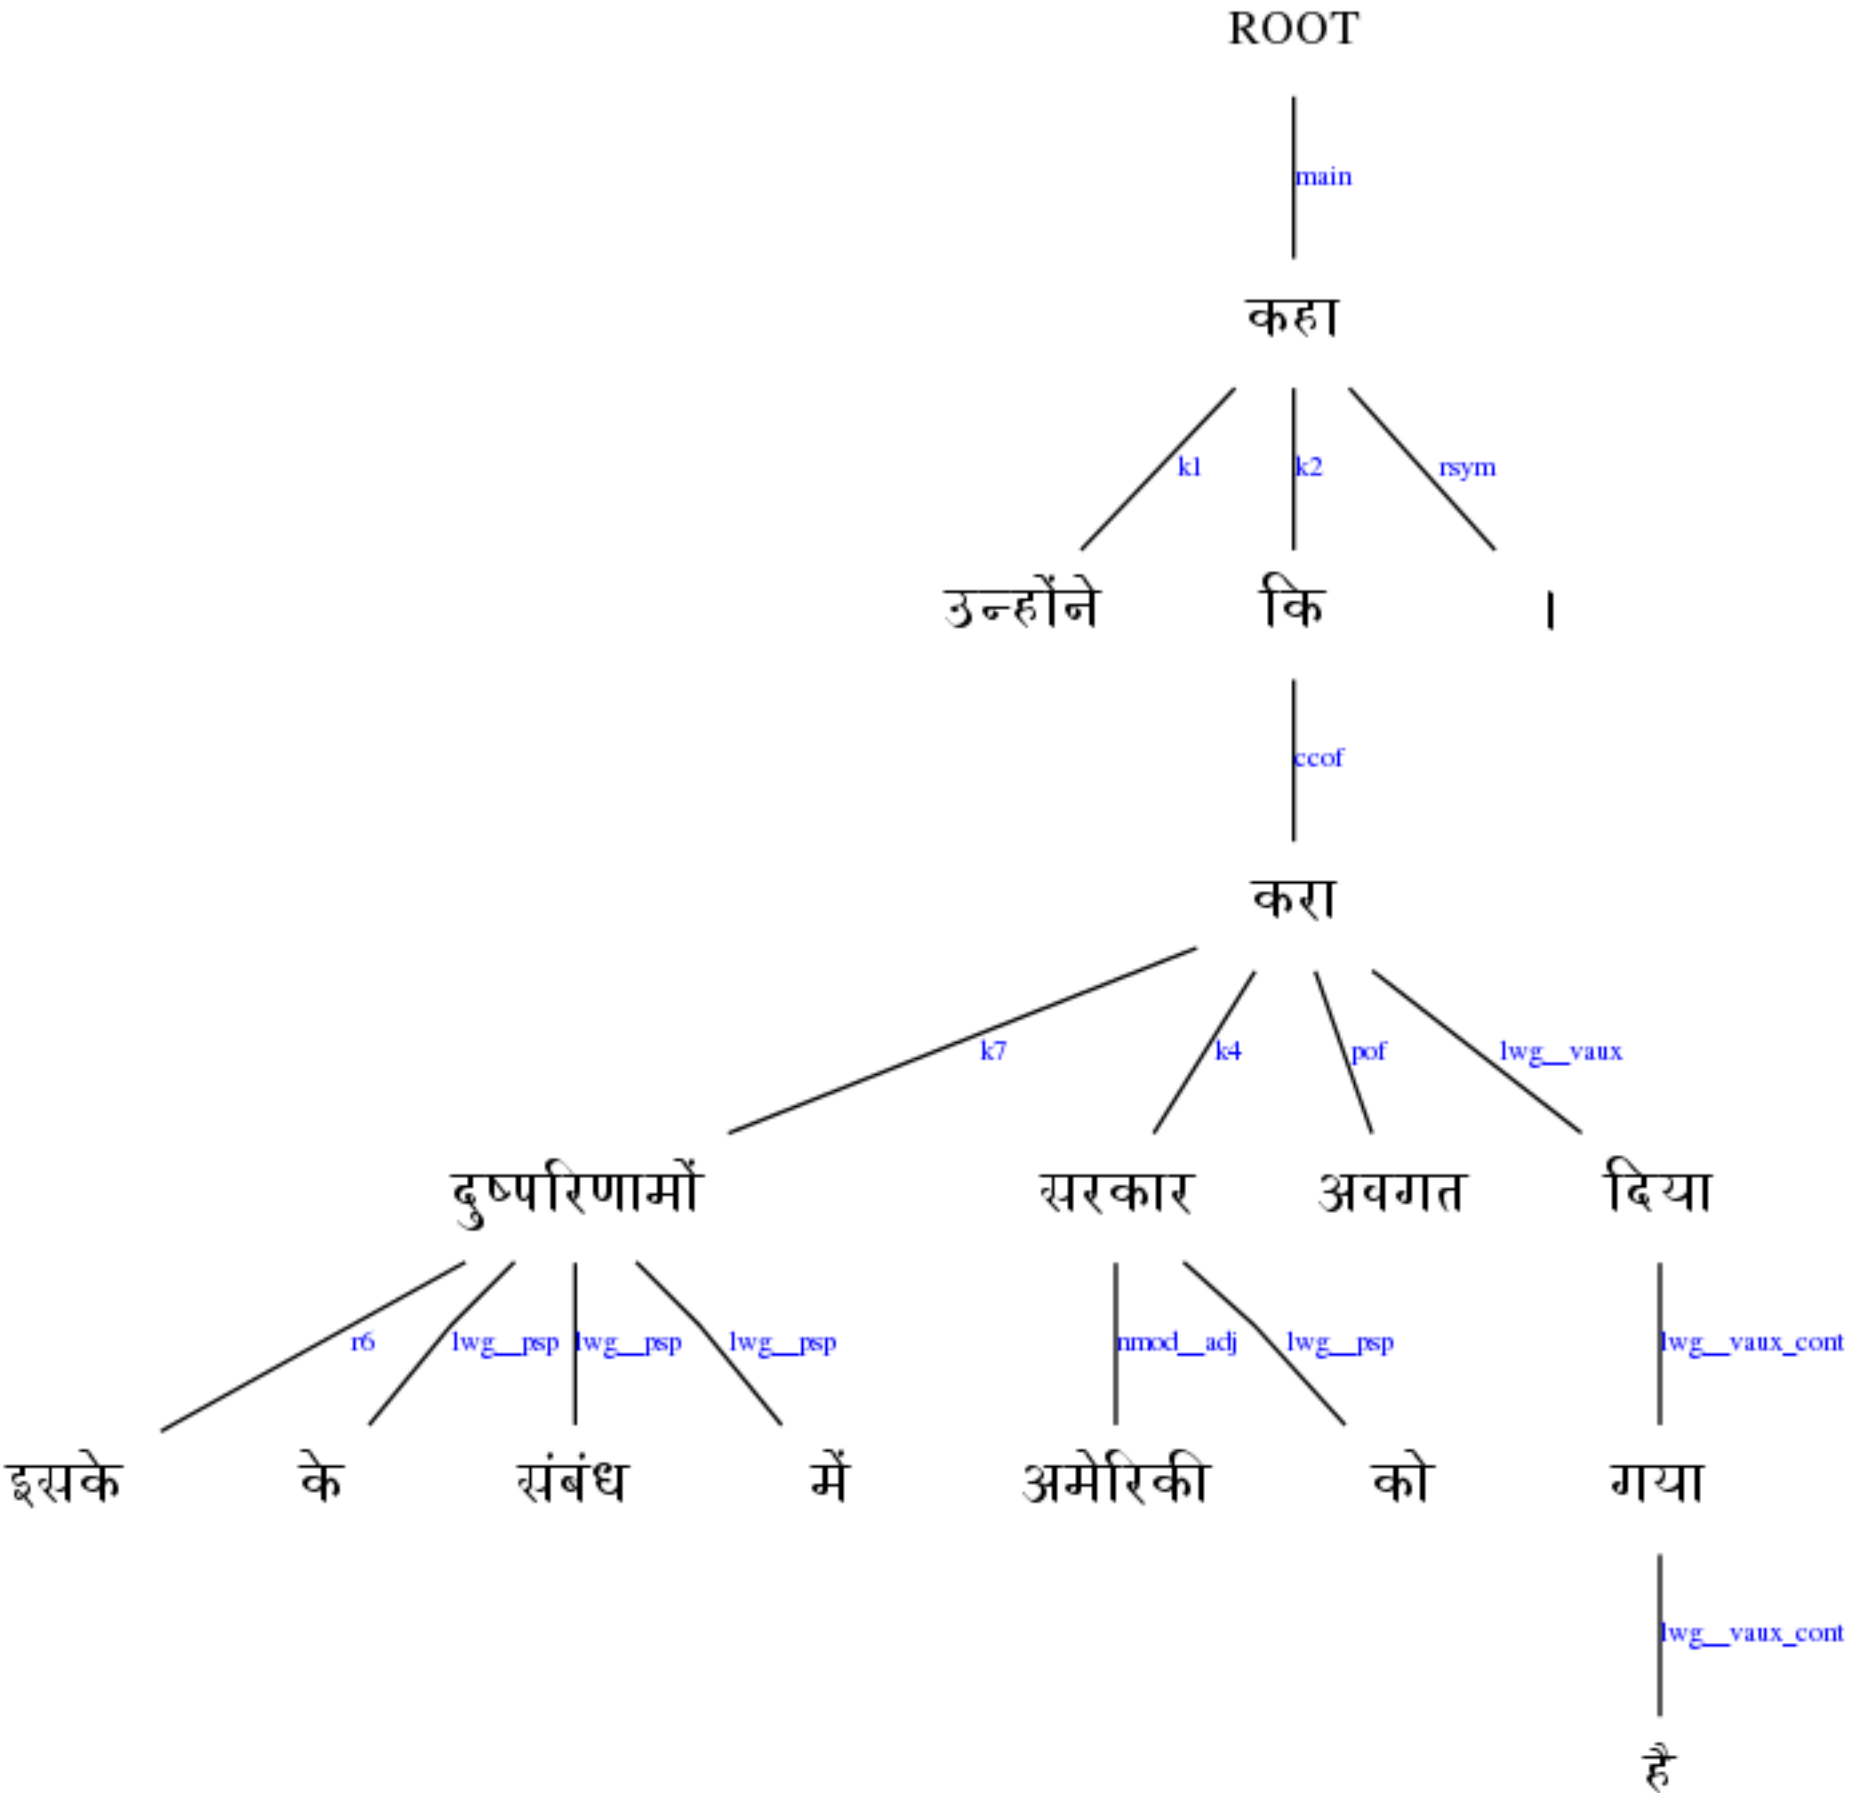 ROOT
main
कहा
k1 k2 rsym
उन्होंने कि ।
ccof
करा
k7 k4 pof lwg__vaux
दुष्परिणामों सरकार अवगत दिया
r6 lwg__psp lwg__psp lwg__psp nmod__adj lwg__psp lwg__vaux_cont
इसके के संबंध में अमेरिकी को गया
lwg__vaux_cont
है